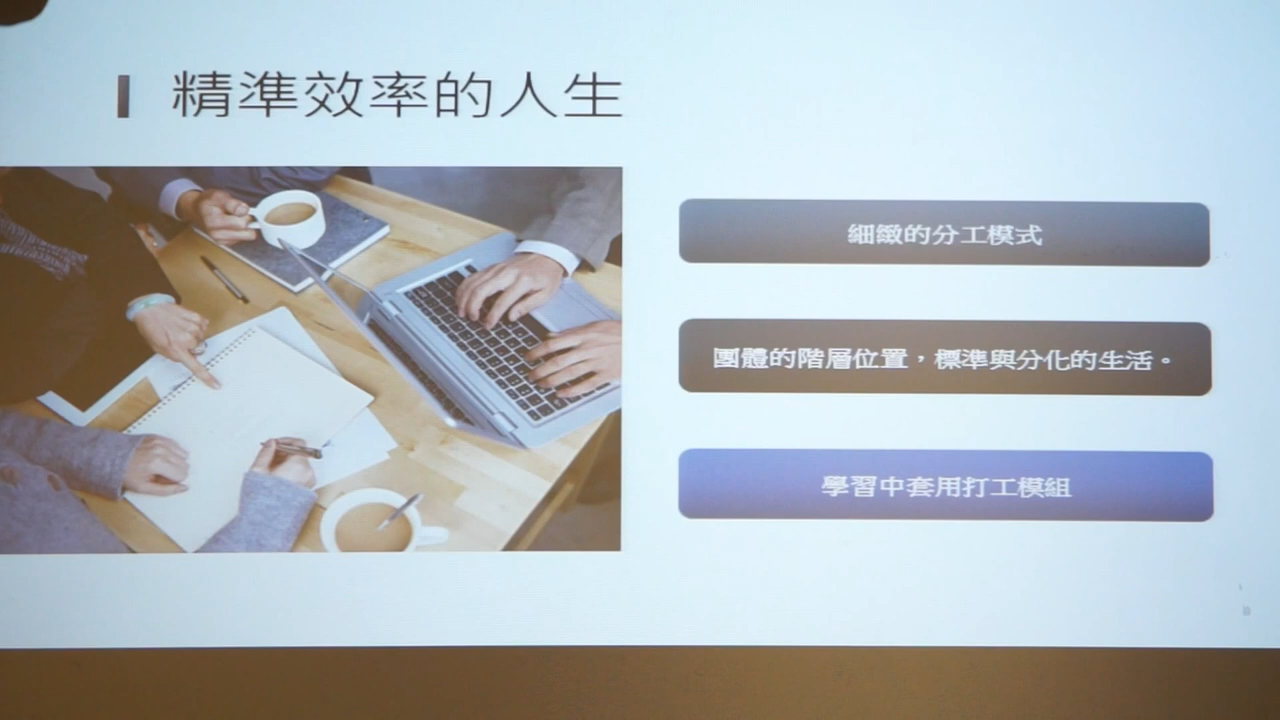 精準效率的人生
細緻的分工模式
團體的階層位置，標準與分化的生活。
學習中套用打工模組